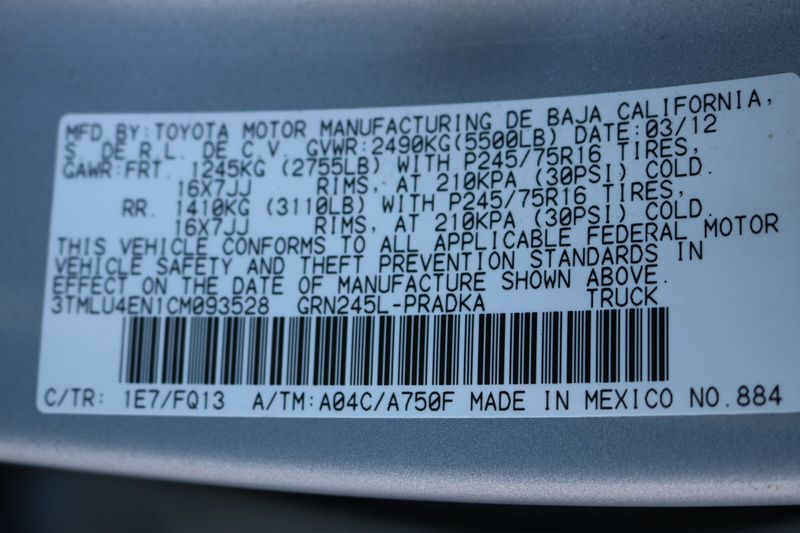 MFD BY:TOYOTA MOTOR MANUFACTURING DE BAJA CALIFORNIA,
S. DE R.L. DE C.V. GVWR:2490KG(5500LB) DATE:03/12
GAWR:FRT. 1245KG (2755LB) WITH P245/75R16 TIRES,
16X7JJ RIMS, AT 210KPA (30PSI) COLD.
RR. 1410KG (3110LB) WITH P245/75R16 TIRES,
16X7JJ RIMS, AT 210KPA (30PSI) COLD.
THIS VEHICLE CONFORMS TO ALL APPLICABLE FEDERAL MOTOR
VEHICLE SAFETY AND THEFT PREVENTION STANDARDS IN
EFFECT ON THE DATE OF MANUFACTURE SHOWN ABOVE.
3TMLU4EN1CM093528 GRN245L-PRADKA TRUCK
C/TR: 1E7/FQ13 A/TM:A04C/A750F MADE IN MEXICO NO.884